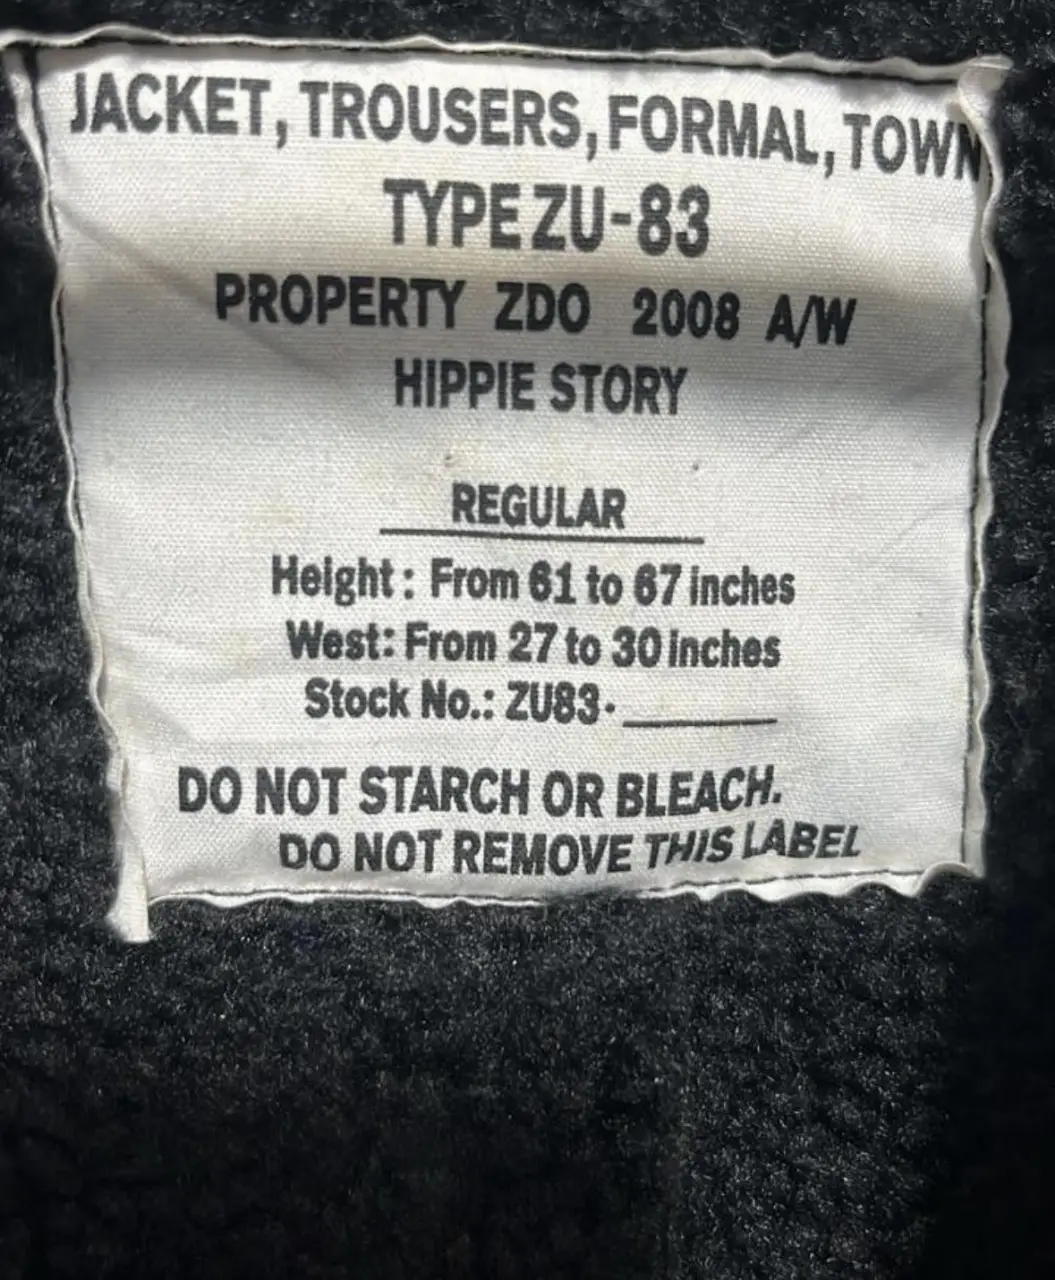 JACKET, TROUSERS, FORMAL, TOWN
TYPE ZU-83
PROPERTY ZDO 2008 A/W
HIPPIE STORY
REGULAR
Height: From 61 to 67 inches
West: From 27 to 30 inches
Stock No.: ZU83-______
DO NOT STARCH OR BLEACH.
DO NOT REMOVE THIS LABEL